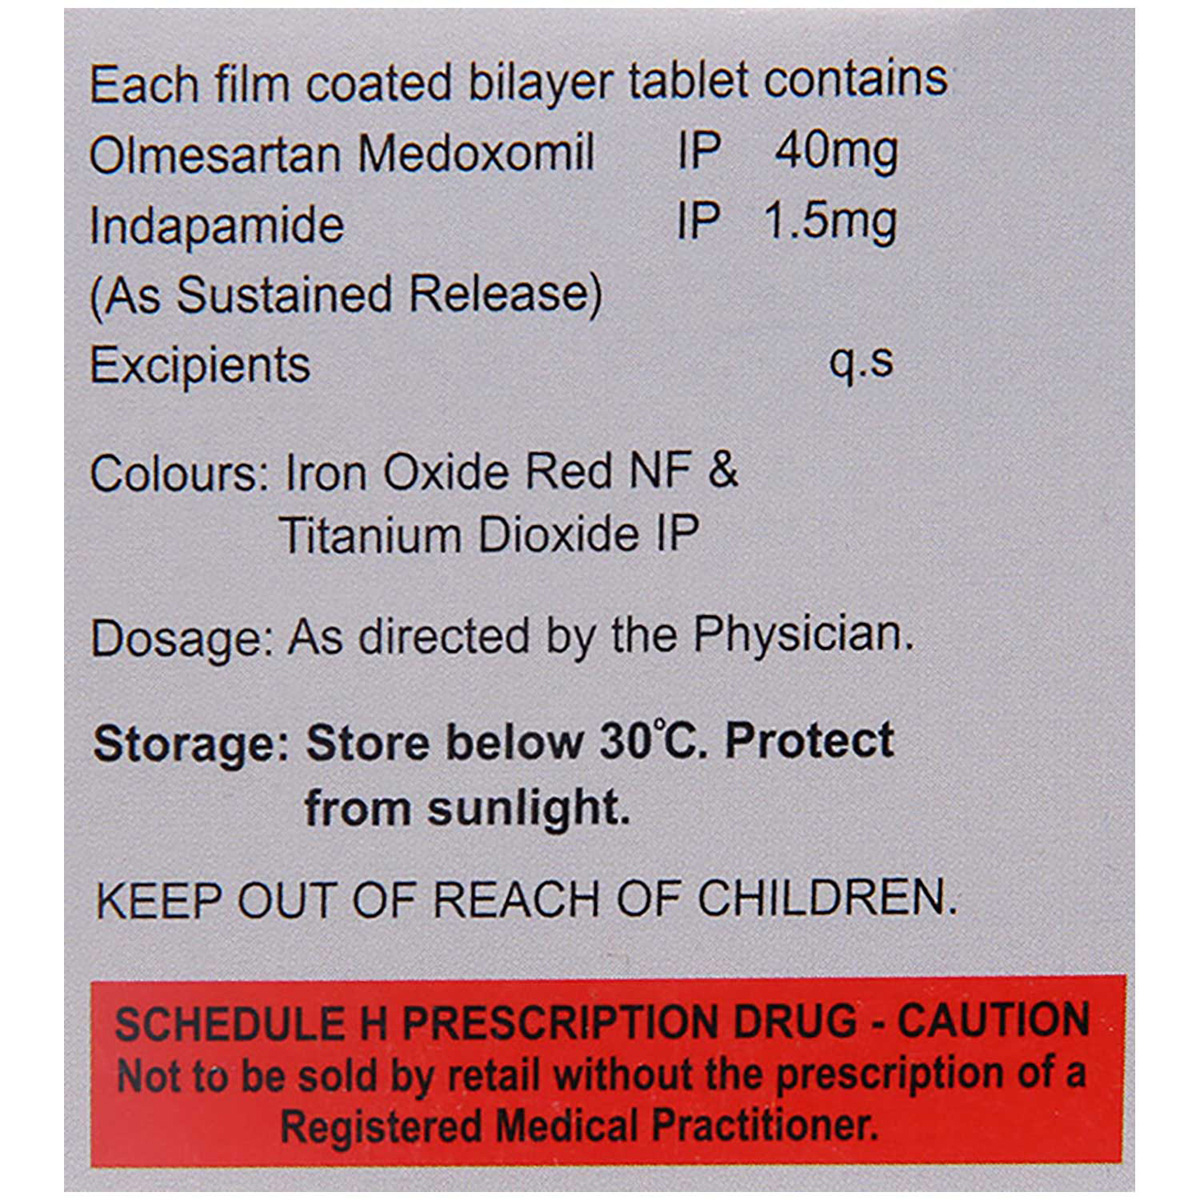 Each film coated bilayer tablet contains
Olmesartan Medoxomil IP 40mg
Indapamide IP 1.5mg
(As Sustained Release)
Excipients q.s
Colours: Iron Oxide Red NF &
Titanium Dioxide IP
Dosage: As directed by the Physician.
Storage: Store below 30°C. Protect
from sunlight.
KEEP OUT OF REACH OF CHILDREN.
SCHEDULE H PRESCRIPTION DRUG - CAUTION
Not to be sold by retail without the prescription of a
Registered Medical Practitioner.